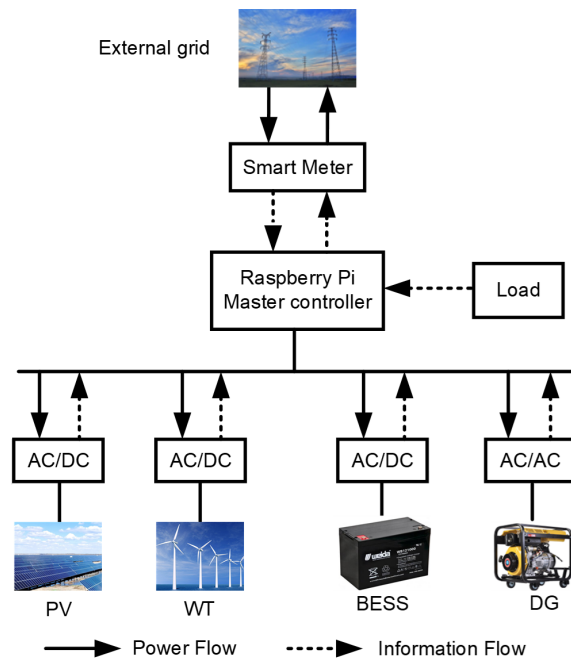 External grid
Smart Meter
Raspberry Pi
Master controller
Load
AC/DC
AC/DC
AC/DC
AC/AC
welda
PV
WT
BESS
DG
Power Flow
Information Flow